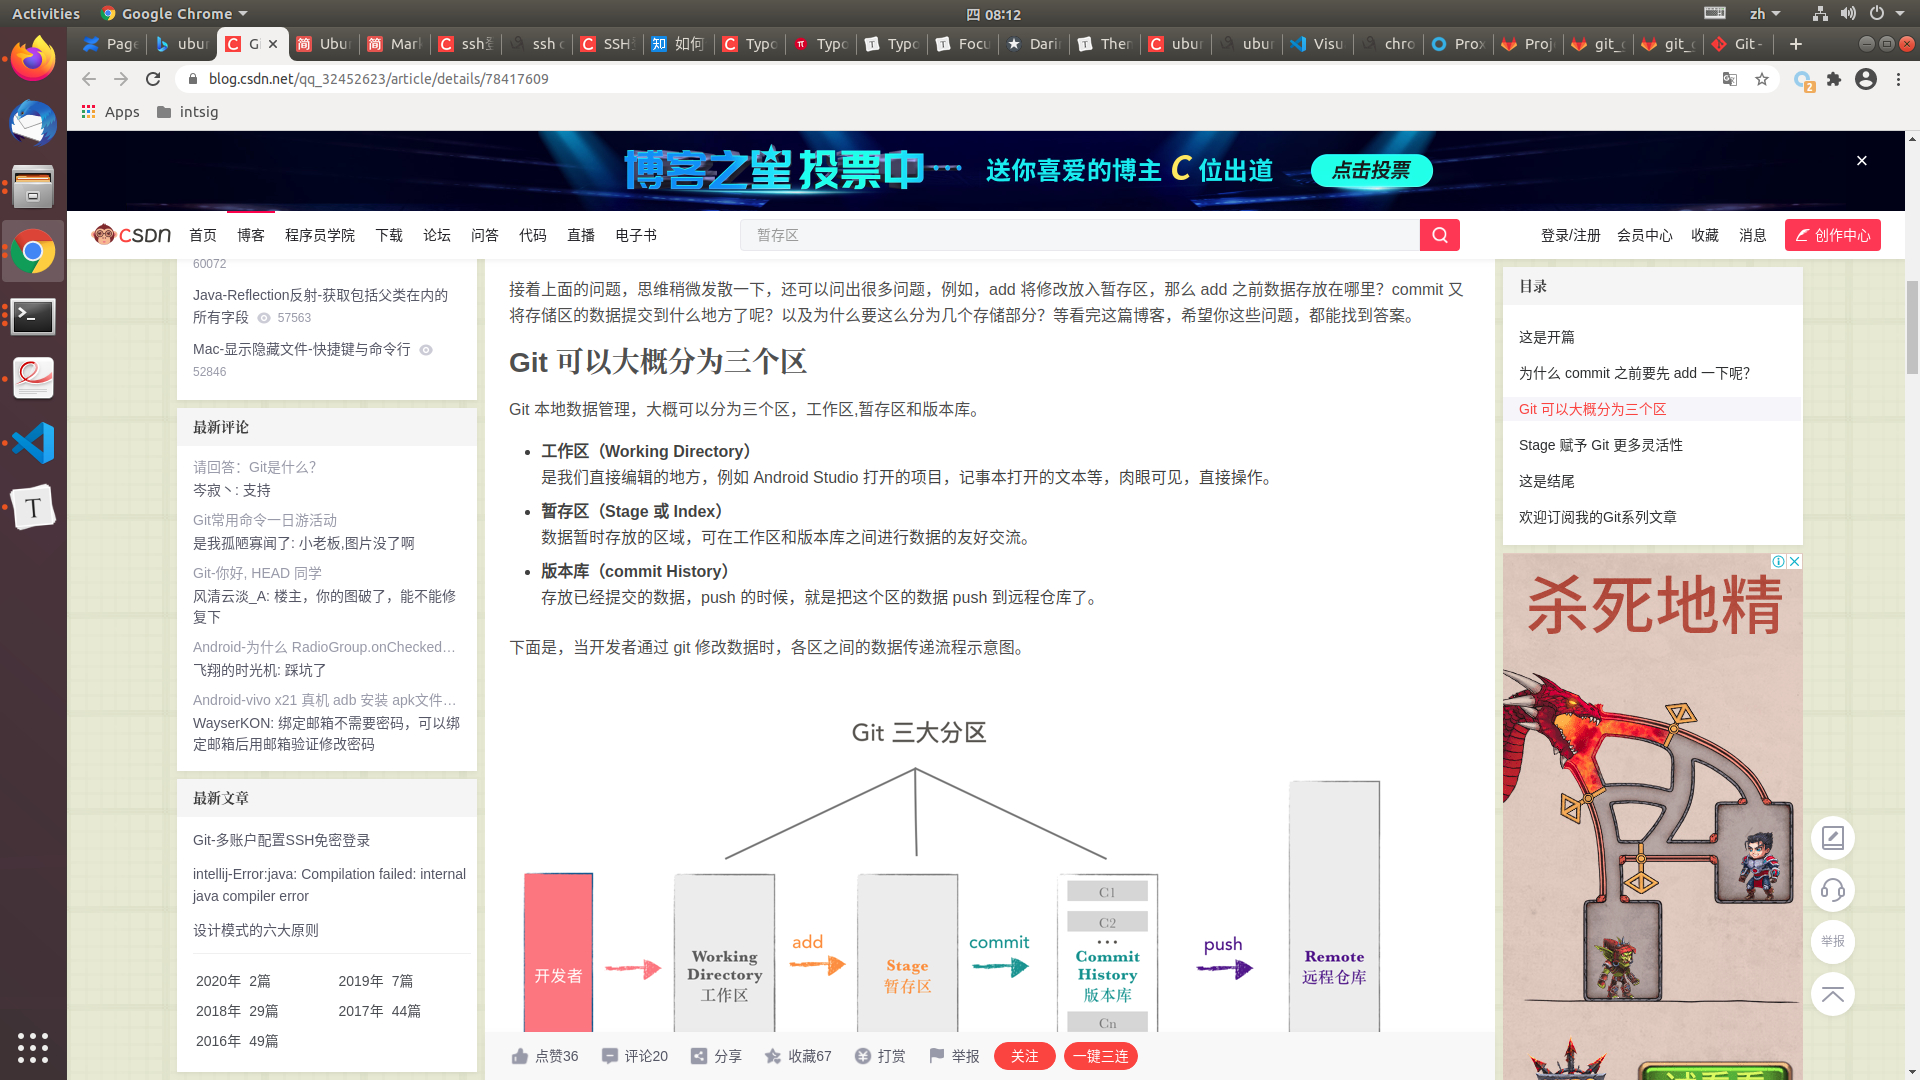 Activities
Google Chrome
四 08:12
zh
Page
ubun
Gi
Ubun
Mark
ssh登
ssh c
SSH登
如何
Typo
Typo
Typo
Focu
Darin
Them
ubun
ubun
Visu
chro
Prox
Proje
git_c
git_c
Git -
blog.csdn.net/qq_32452623/article/details/78417609
2
Apps
intsig
博客之星 投票中···
送你喜爱的博主 C 位出道
点击投票
CSDN
首页
博客
程序员学院
下载
论坛
问答
代码
直播
电子书
暂存区
登录/注册
会员中心
收藏
消息
创作中心
60072
Java-Reflection反射-获取包括父类在内的
所有字段 57563
Mac-显示隐藏文件-快捷键与命令行
52846
最新评论
请回答：Git是什么？
岑寂丶: 支持
Git常用命令一日游活动
是我孤陋寡闻了: 小老板,图片没了啊
Git-你好, HEAD 同学
风清云淡_A: 楼主，你的图破了，能不能修
复下
Android-为什么 RadioGroup.onChecked…
飞翔的时光机: 踩坑了
Android-vivo x21 真机 adb 安装 apk文件…
WayserKON: 绑定邮箱不需要密码，可以绑
定邮箱后用邮箱验证修改密码
最新文章
Git-多账户配置SSH免密登录
intellij-Error:java: Compilation failed: internal
java compiler error
设计模式的六大原则
2020年 2篇
2019年 7篇
2018年 29篇
2017年 44篇
2016年 49篇
接着上面的问题，思维稍微发散一下，还可以问出很多问题，例如，add 将修改放入暂存区，那么 add 之前数据存放在哪里？commit 又
将存储区的数据提交到什么地方了呢？以及为什么要这么分为几个存储部分？等看完这篇博客，希望你这些问题，都能找到答案。
Git 可以大概分为三个区
Git 本地数据管理，大概可以分为三个区，工作区,暂存区和版本库。
• 工作区（Working Directory）
是我们直接编辑的地方，例如 Android Studio 打开的项目，记事本打开的文本等，肉眼可见，直接操作。
• 暂存区（Stage 或 Index）
数据暂时存放的区域，可在工作区和版本库之间进行数据的友好交流。
• 版本库（commit History）
存放已经提交的数据，push 的时候，就是把这个区的数据 push 到远程仓库了。
下面是，当开发者通过 git 修改数据时，各区之间的数据传递流程示意图。
Git 三大分区
开发者
Working
Directory
工作区
add
Stage
暂存区
commit
C1
C2
...
Commit
History
版本库
Cn
push
Remote
远程仓库
点赞36
评论20
分享
收藏67
打赏
举报
关注
一键三连
目录
这是开篇
为什么 commit 之前要先 add 一下呢？
Git 可以大概分为三个区
Stage 赋予 Git 更多灵活性
这是结尾
欢迎订阅我的Git系列文章
杀死地精
试看看
举报